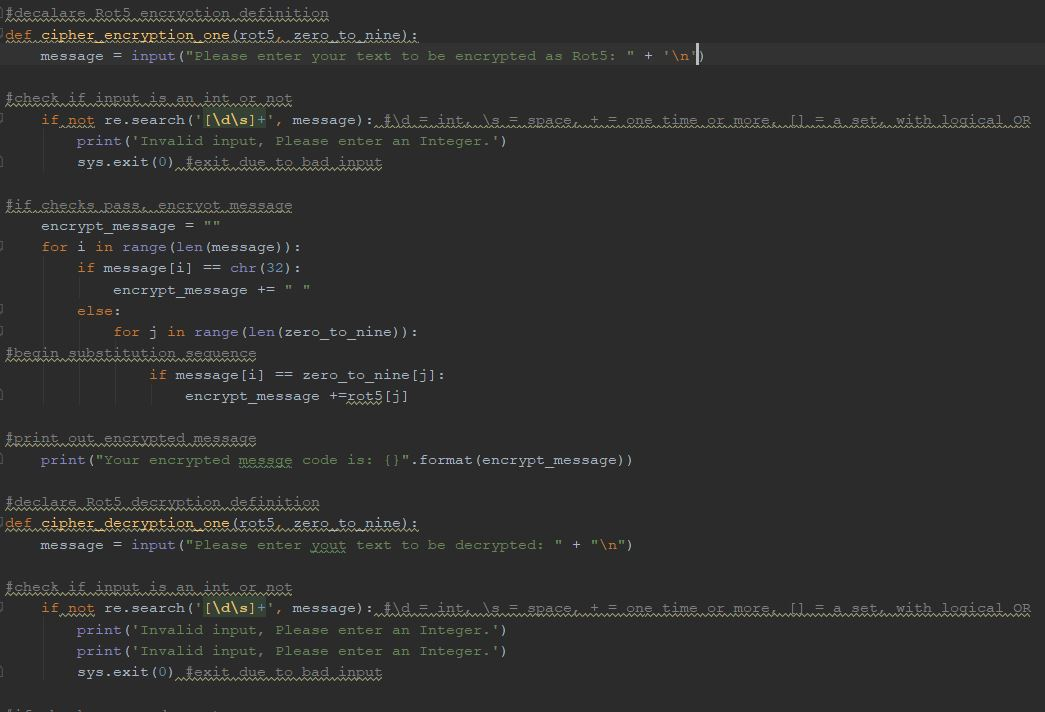 #decalare Rot5 encryotion definition
def cipher_encryption_one(rot5, zero_to_nine):
message = input("Please enter your text to be encrypted as Rot5: " + '\n')
#check if input is an int or not
if not re.search('[\d\s]+', message): #\d = int, \s = space, + = one time or more, [] = a set, with logical OR
print('Invalid input, Please enter an Integer.')
sys.exit(0) #exit due to bad input
#if checks pass, encryot message
encrypt_message = ""
for i in range(len(message)):
if message[i] == chr(32):
encrypt_message += " "
else:
for j in range(len(zero_to_nine)):
#begin substitution sequence
if message[i] == zero_to_nine[j]:
encrypt_message +=rot5[j]
#print out encrypted message
print("Your encrypted messge code is: {}".format(encrypt_message))
#declare Rot5 decryption definition
def cipher_decryption_one(rot5, zero_to_nine):
message = input("Please enter yout text to be decrypted: " + "\n")
#check if input is an int or not
if not re.search('[\d\s]+', message): #\d = int, \s = space, + = one time or more, [] = a set, with logical OR
print('Invalid input, Please enter an Integer.')
print('Invalid input, Please enter an Integer.')
sys.exit(0) #exit due to bad input